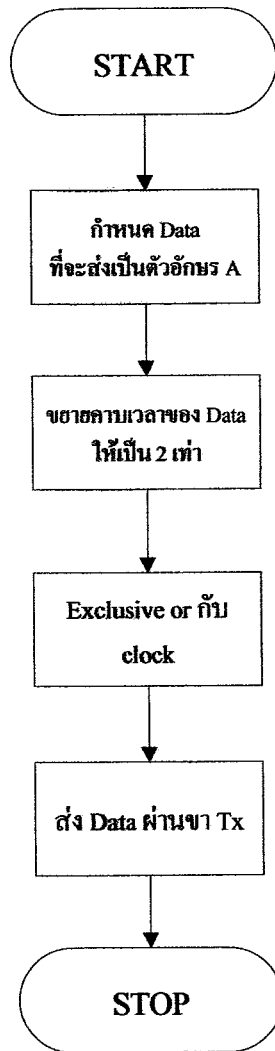 START
กำหนด Data
ที่จะส่งเป็นตัวอักษร A
ขยายคาบเวลาของ Data
ให้เป็น 2 เท่า
Exclusive or กับ
clock
ส่ง Data ผ่านขา Tx
STOP